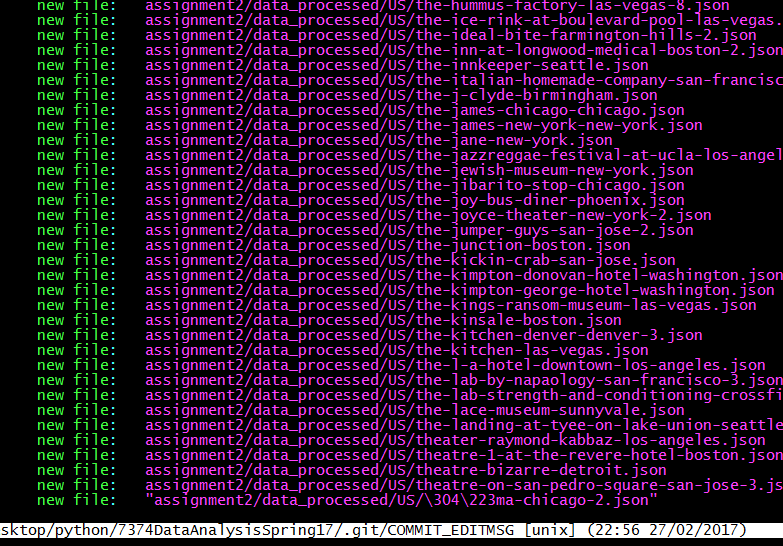 new file:   assignment2/data_processed/US/the-hummus-factory-las-vegas-8.json
new file:   assignment2/data_processed/US/the-ice-rink-at-boulevard-pool-las-vegas.
new file:   assignment2/data_processed/US/the-ideal-bite-farmington-hills-2.json
new file:   assignment2/data_processed/US/the-inn-at-longwood-medical-boston-2.json
new file:   assignment2/data_processed/US/the-innkeeper-seattle.json
new file:   assignment2/data_processed/US/the-italian-homemade-company-san-francisc
new file:   assignment2/data_processed/US/the-j-clyde-birmingham.json
new file:   assignment2/data_processed/US/the-james-chicago-chicago.json
new file:   assignment2/data_processed/US/the-james-new-york-new-york.json
new file:   assignment2/data_processed/US/the-jane-new-york.json
new file:   assignment2/data_processed/US/the-jazzreggae-festival-at-ucla-los-angel
new file:   assignment2/data_processed/US/the-jewish-museum-new-york.json
new file:   assignment2/data_processed/US/the-jibarito-stop-chicago.json
new file:   assignment2/data_processed/US/the-joy-bus-diner-phoenix.json
new file:   assignment2/data_processed/US/the-joyce-theater-new-york-2.json
new file:   assignment2/data_processed/US/the-jumper-guys-san-jose-2.json
new file:   assignment2/data_processed/US/the-junction-boston.json
new file:   assignment2/data_processed/US/the-kickin-crab-san-jose.json
new file:   assignment2/data_processed/US/the-kimpton-donovan-hotel-washington.json
new file:   assignment2/data_processed/US/the-kimpton-george-hotel-washington.json
new file:   assignment2/data_processed/US/the-kings-ransom-museum-las-vegas.json
new file:   assignment2/data_processed/US/the-kinsale-boston.json
new file:   assignment2/data_processed/US/the-kitchen-denver-denver-3.json
new file:   assignment2/data_processed/US/the-kitchen-las-vegas.json
new file:   assignment2/data_processed/US/the-l-a-hotel-downtown-los-angeles.json
new file:   assignment2/data_processed/US/the-lab-by-napaology-san-francisco-3.json
new file:   assignment2/data_processed/US/the-lab-strength-and-conditioning-crossfi
new file:   assignment2/data_processed/US/the-lace-museum-sunnyvale.json
new file:   assignment2/data_processed/US/the-landing-at-tyee-on-lake-union-seattle
new file:   assignment2/data_processed/US/theater-raymond-kabbaz-los-angeles.json
new file:   assignment2/data_processed/US/theatre-1-at-the-revere-hotel-boston.json
new file:   assignment2/data_processed/US/theatre-bizarre-detroit.json
new file:   assignment2/data_processed/US/theatre-on-san-pedro-square-san-jose-3.js
new file:   "assignment2/data_processed/US/\304\223ma-chicago-2.json"
sktop/python/7374DataAnalysisSpring17/.git/COMMIT_EDITMSG [unix] (22:56 27/02/2017)